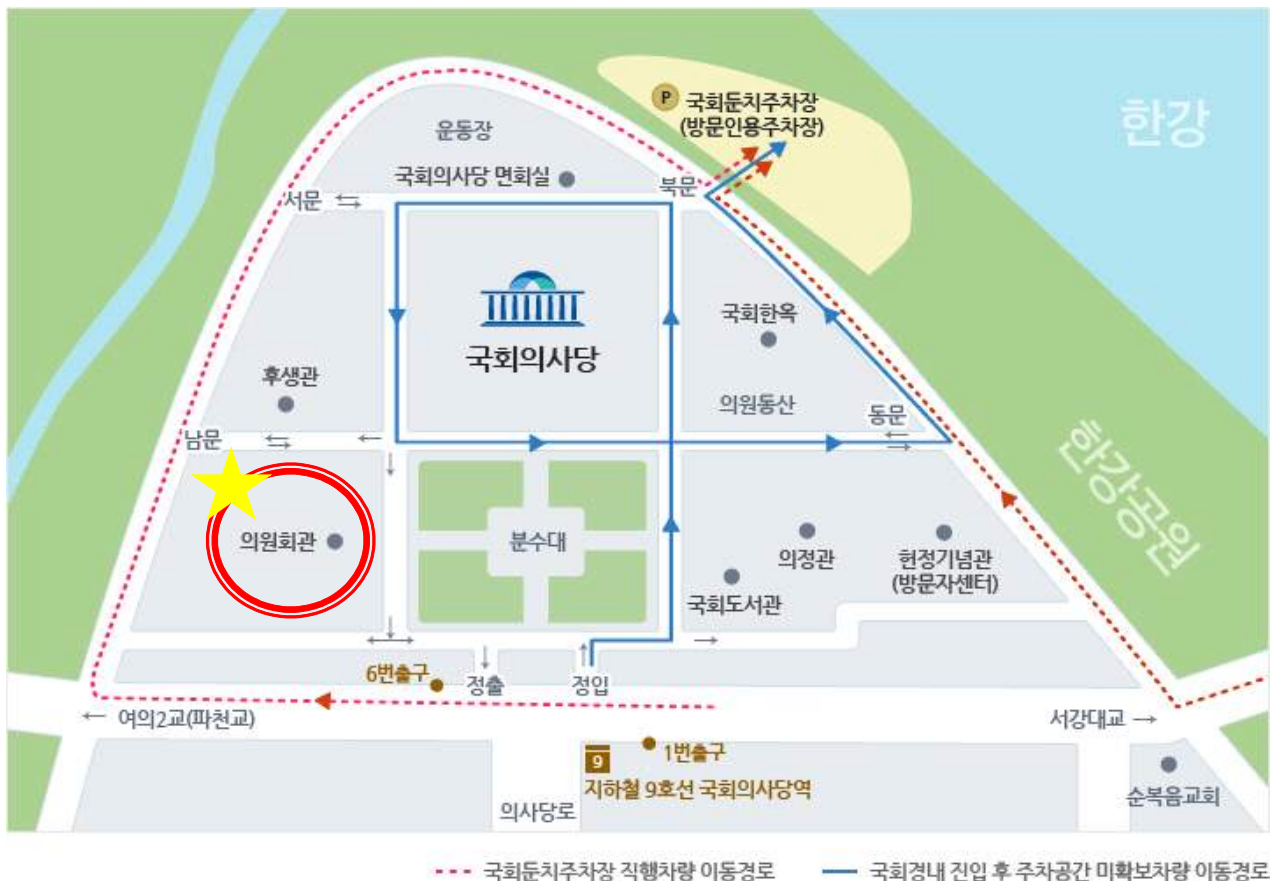 한강
P 국회둔치주차장
(방문인용주차장)
운동장
국회의사당 면회실
북문
서문
국회한옥
국회의사당
후생관
의원동산
동문
남문
한강공원
의원회관
분수대
의정관
헌정기념관
(방문자센터)
국회도서관
6번출구
정출
정입
← 여의2교(파천교)
서강대교 →
1번출구
9
지하철 9호선 국회의사당역
순복음교회
의사당로
국회둔치주차장 직행차량 이동경로
국회경내 진입 후 주차공간 미확보차량 이동경로